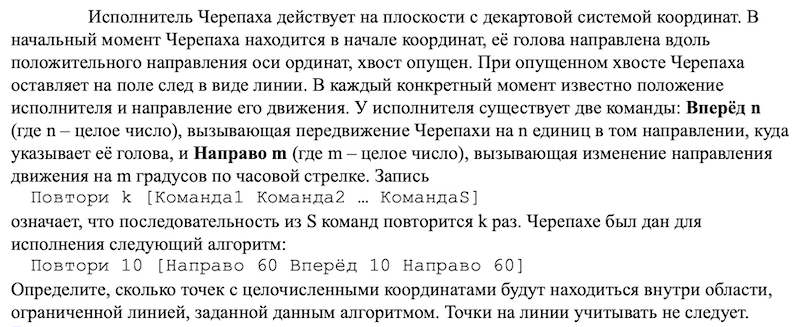 Исполнитель Черепаха действует на плоскости с декартовой системой координат. В
начальный момент Черепаха находится в начале координат, её голова направлена вдоль
положительного направления оси ординат, хвост опущен. При опущенном хвосте Черепаха
оставляет на поле след в виде линии. В каждый конкретный момент известно положение
исполнителя и направление его движения. У исполнителя существует две команды: Вперёд n
(где n – целое число), вызывающая передвижение Черепахи на n единиц в том направлении, куда
указывает её голова, и Направо m (где m – целое число), вызывающая изменение направления
движения на m градусов по часовой стрелке. Запись
Повтори k [Команда1 Команда2 … КомандаS]
означает, что последовательность из S команд повторится k раз. Черепахе был дан для
исполнения следующий алгоритм:
Повтори 10 [Направо 60 Вперёд 10 Направо 60]
Определите, сколько точек с целочисленными координатами будут находиться внутри области,
ограниченной линией, заданной данным алгоритмом. Точки на линии учитывать не следует.